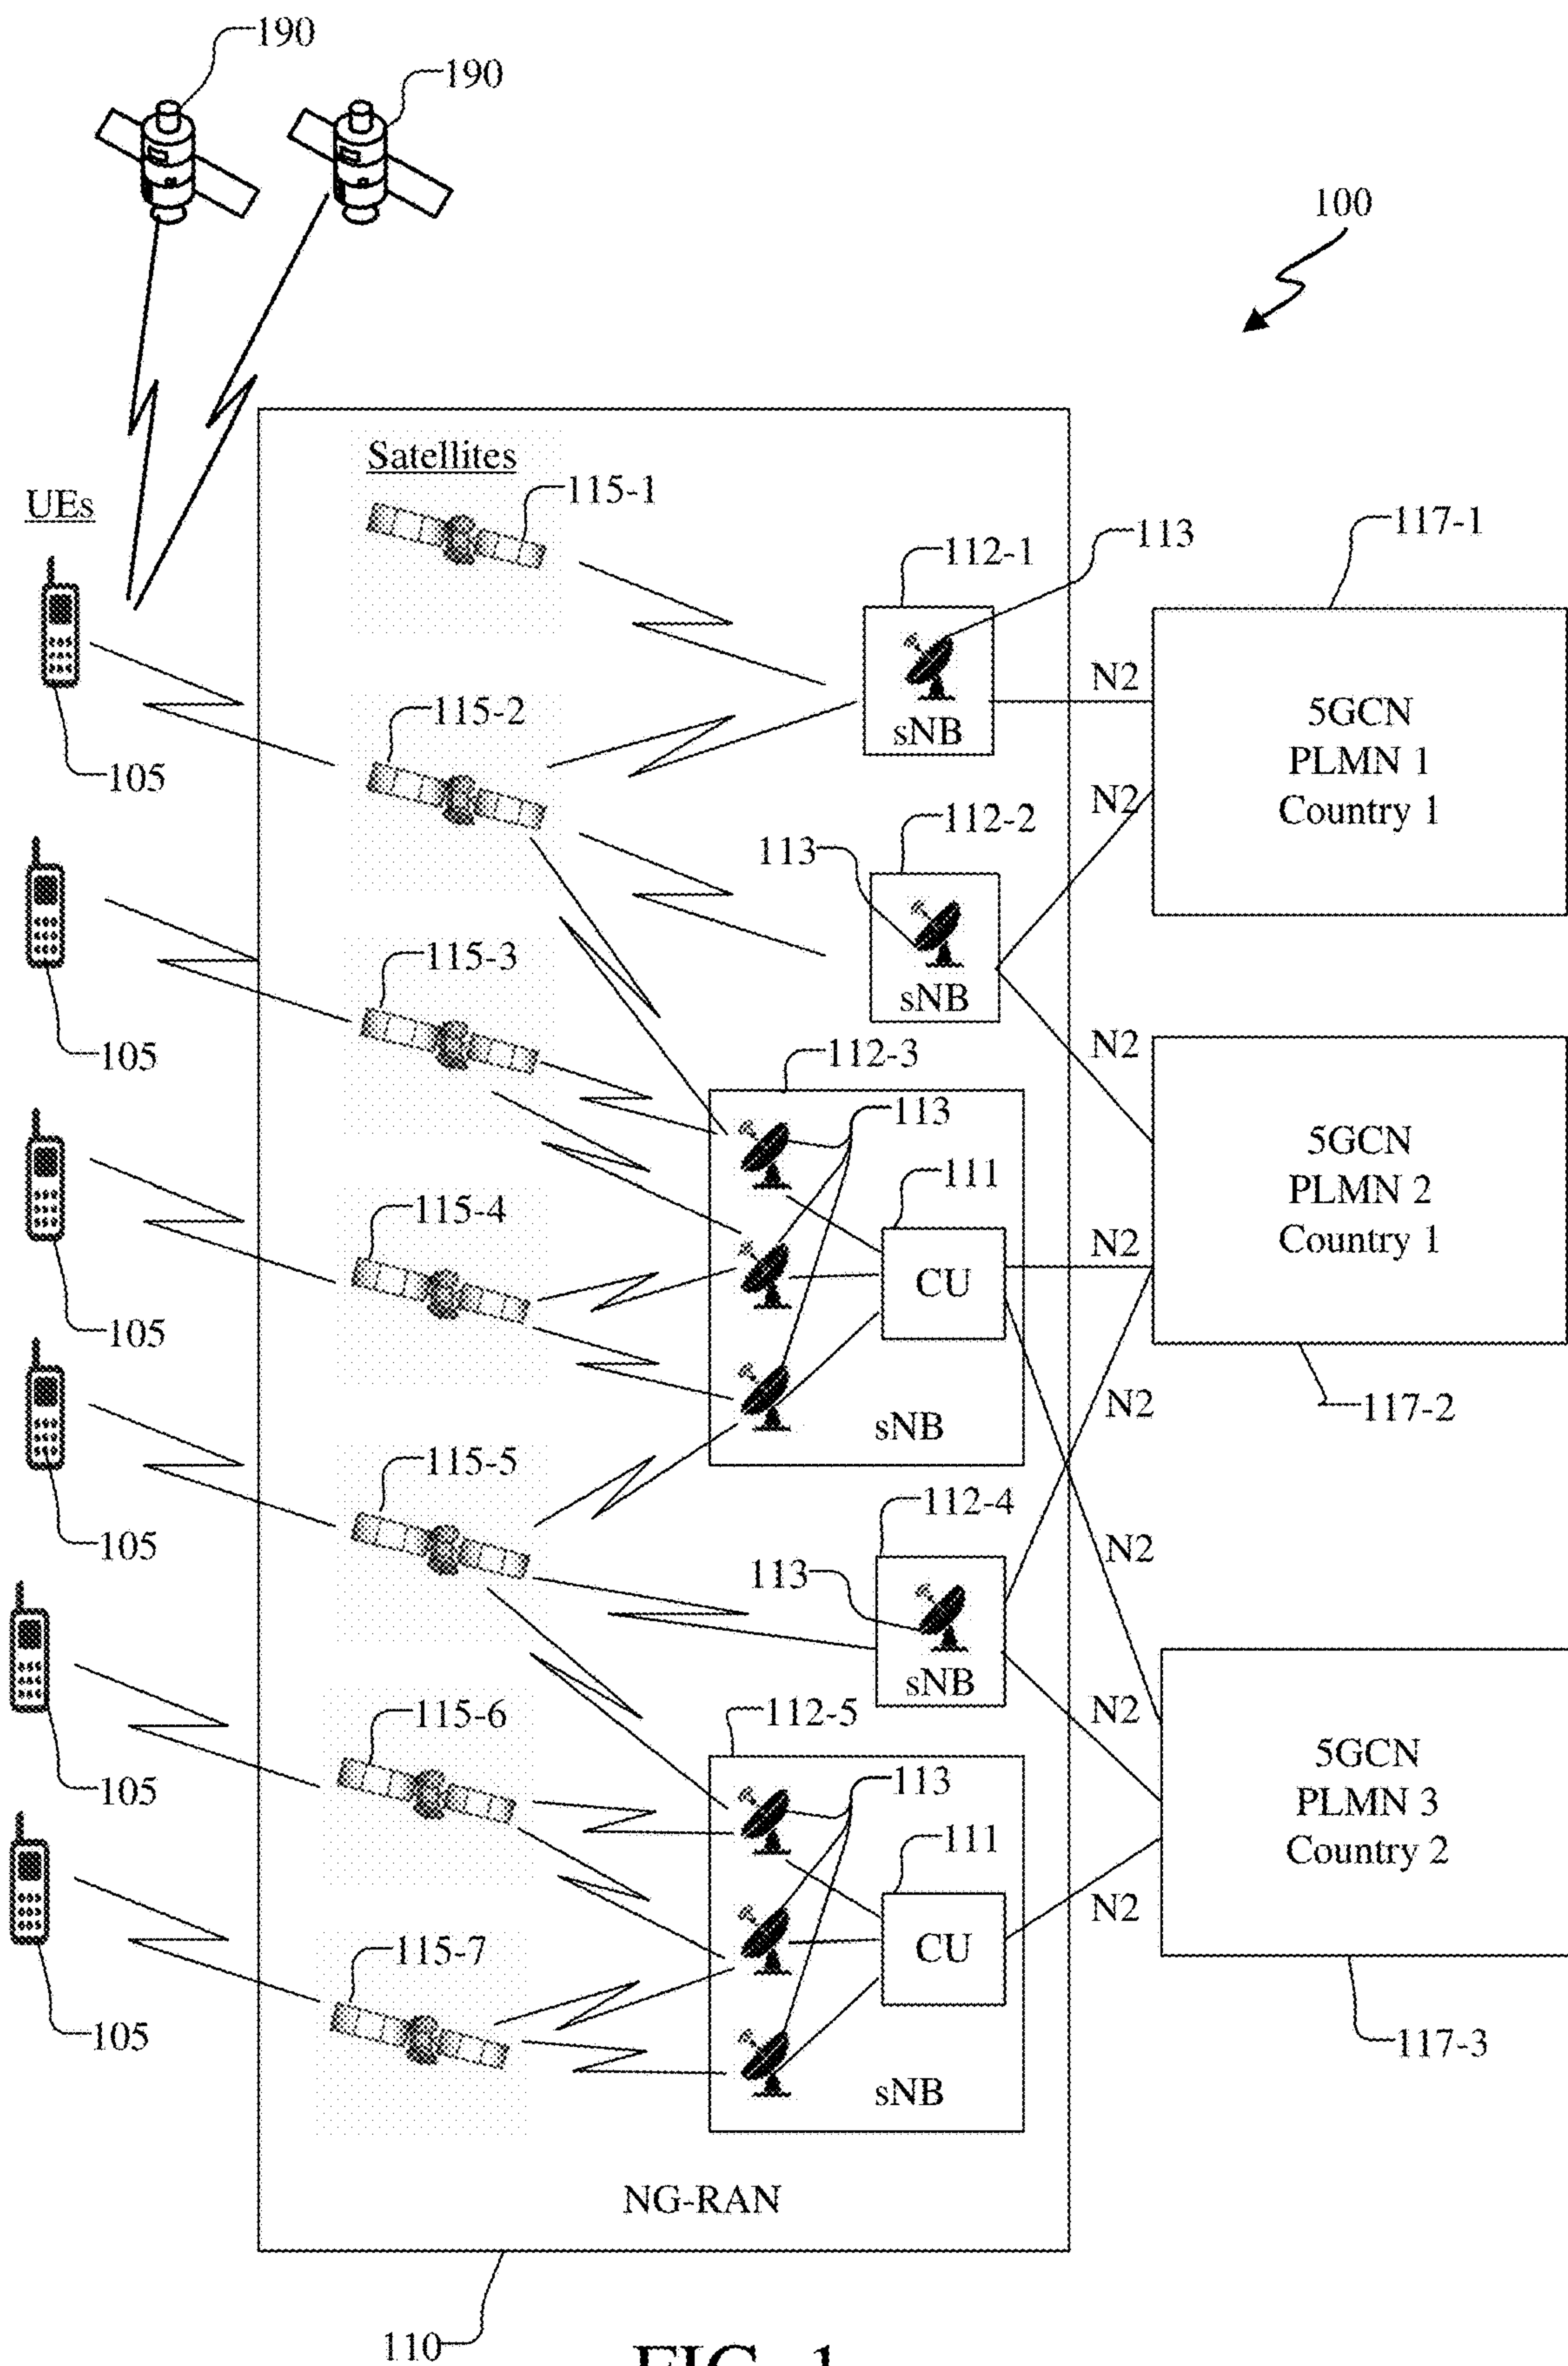 190
190
100
Satellites
UEs
115-1
117-1
113
112-1
N2
5GCN
PLMN 1
Country 1
sNB
115-2
105
N2
112-2
113
115-3
sNB
N2
105
112-3
113
5GCN
PLMN 2
Country 1
111
115-4
N2
CU
105
N2
117-2
sNB
115-5
112-4
N2
105
113
sNB
N2
115-6
112-5
5GCN
PLMN 3
Country 2
113
105
111
N2
CU
115-7
105
117-3
sNB
NG-RAN
110
FIG. 1